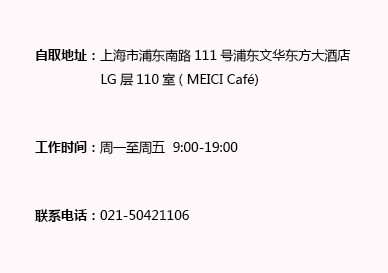 自取地址：上海市浦东南路 111 号浦东文华东方大酒店
LG 层 110 室 ( MEICI Café)
工作时间：周一至周五 9:00-19:00
联系电话：021-50421106